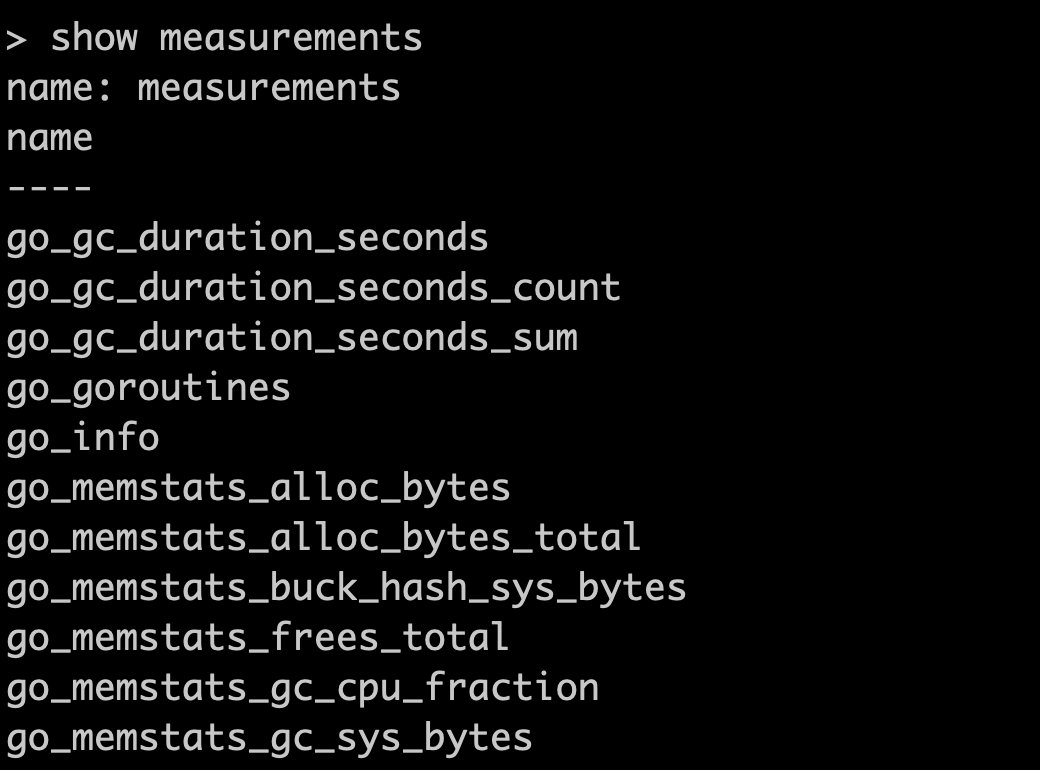 > show measurements
name: measurements
name
----
go_gc_duration_seconds
go_gc_duration_seconds_count
go_gc_duration_seconds_sum
go_goroutines
go_info
go_memstats_alloc_bytes
go_memstats_alloc_bytes_total
go_memstats_buck_hash_sys_bytes
go_memstats_frees_total
go_memstats_gc_cpu_fraction
go_memstats_gc_sys_bytes